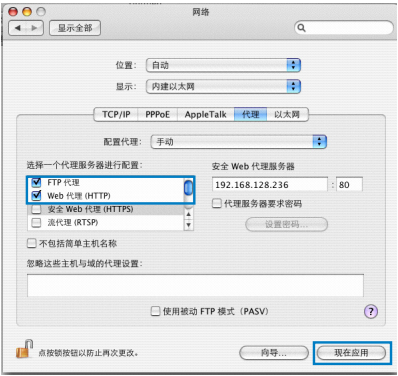 网络
显示全部
位置: 自动
显示: 内建以太网
TCP/IP PPPoE AppleTalk 代理 以太网
配置代理: 手动
选择一个代理服务器进行配置:
安全 Web 代理服务器
FTP 代理
192.168.128.236 : 80
Web 代理 (HTTP)
安全 Web 代理 (HTTPS)
代理服务器要求密码
流代理 (RTSP)
设置密码...
不包括简单主机名称
忽略这些主机与域的代理设置:
使用被动 FTP 模式（PASV）
?
点按锁按钮以防止再次更改。
向导...
现在应用